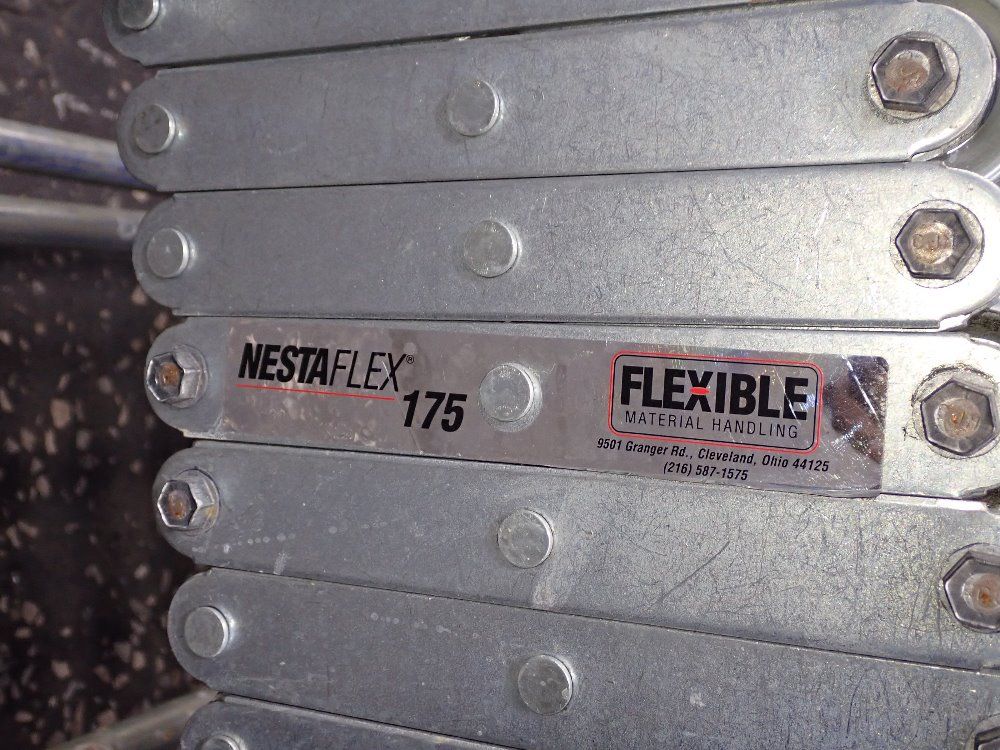 NESTAFLEX®
175
FLEXIBLE
MATERIAL HANDLING
9501 Granger Rd., Cleveland, Ohio 44125
(216) 587-1575